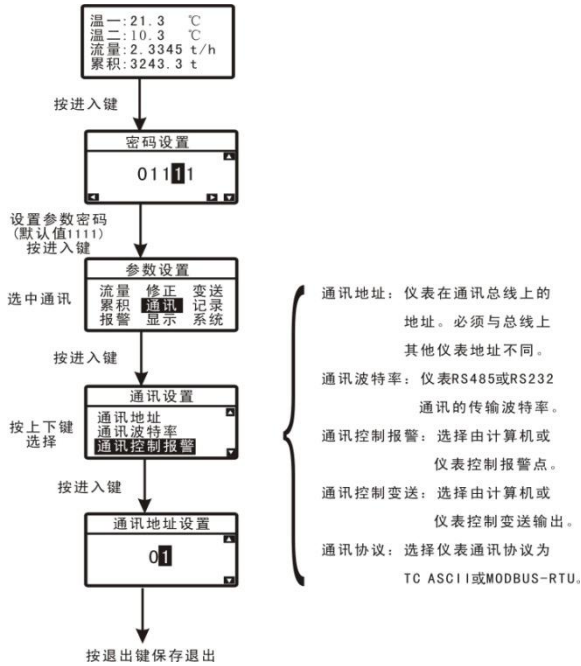 温一:21.3 ℃
温二:10.3 ℃
流量:2.3345 t/h
累积:3243.3 t
按进入键
密码设置
01111
设置参数密码
(默认值1111)
按进入键
参数设置
流量 修正 变送
累积 通讯 记录
报警 显示 系统
选中通讯
按进入键
通讯设置
通讯地址
通讯波特率
通讯控制报警
按上下键
选择
按进入键
通讯地址设置
01
按退出键保存退出
通讯地址：仪表在通讯总线上的
地址。必须与总线上
其他仪表地址不同。
通讯波特率：仪表RS485或RS232
通讯的传输波特率。
通讯控制报警：选择由计算机或
仪表控制报警点。
通讯控制变送：选择由计算机或
仪表控制变送输出。
通讯协议：选择仪表通讯协议为
TC ASCII或MODBUS-RTU。